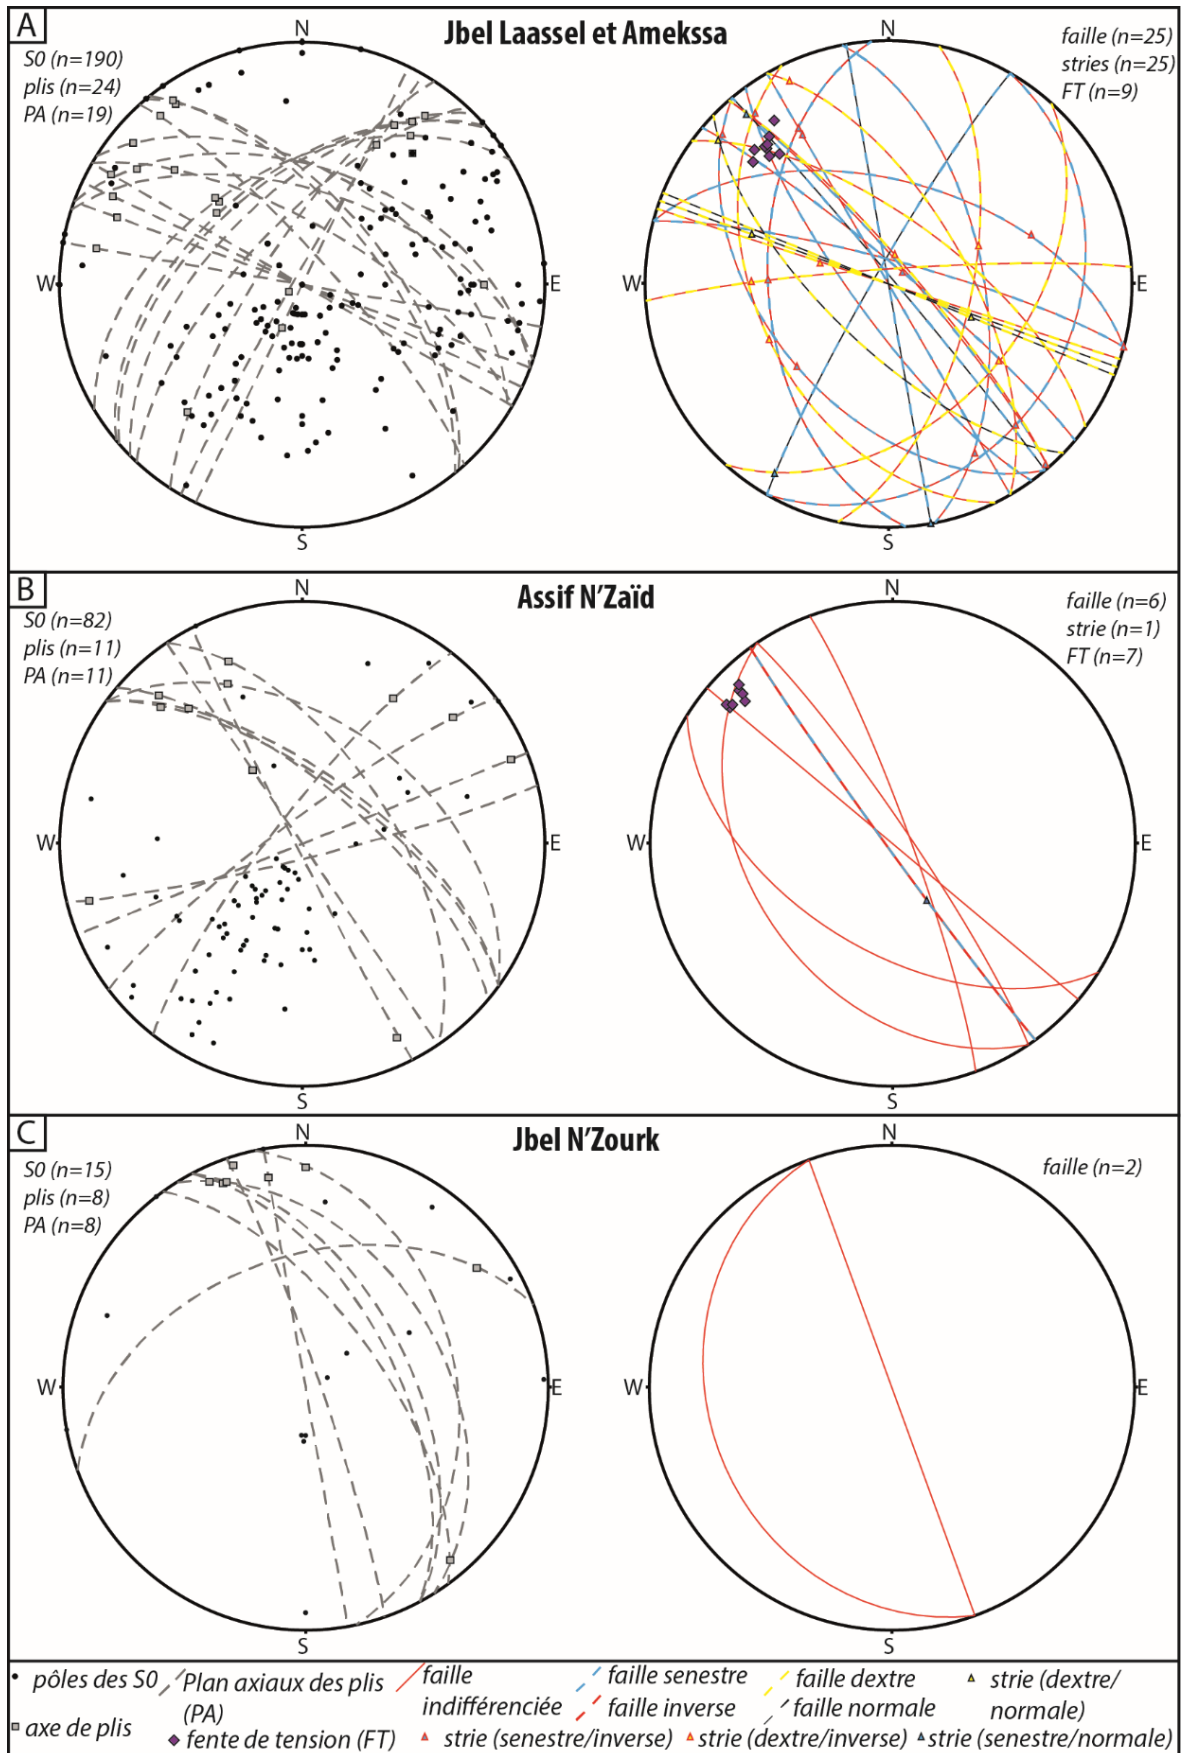 A
Jbel Laassel et Amekssa
S0 (n=190)
plis (n=24)
PA (n=19)
N
W
E
S
faille (n=25)
stries (n=25)
FT (n=9)
N
W
E
S
B
Assif N'Zaïd
S0 (n=82)
plis (n=11)
PA (n=11)
N
W
E
S
faille (n=6)
strie (n=1)
FT (n=7)
N
W
E
S
C
Jbel N'Zourk
S0 (n=15)
plis (n=8)
PA (n=8)
N
W
E
S
faille (n=2)
N
W
E
S
pôles des S0
Plan axiaux des plis
(PA)
faille
indifférenciée
faille senestre
faille inverse
faille dextre
faille normale
strie (dextre/
normale)
axe de plis
fente de tension (FT)
strie (senestre/inverse)
strie (dextre/inverse)
strie (senestre/normale)